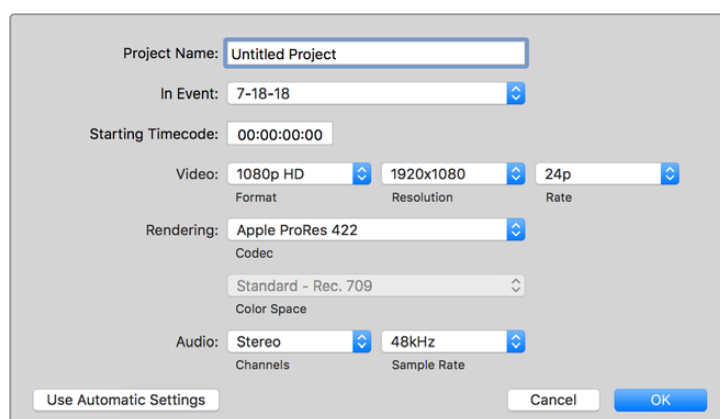 Project Name: Untitled Project
In Event: 7-18-18
Starting Timecode: 00:00:00:00
Video: 1080p HD 1920x1080 24p
Format Resolution Rate
Rendering: Apple ProRes 422
Codec
Standard - Rec. 709
Color Space
Audio: Stereo 48kHz
Channels Sample Rate
Use Automatic Settings Cancel OK